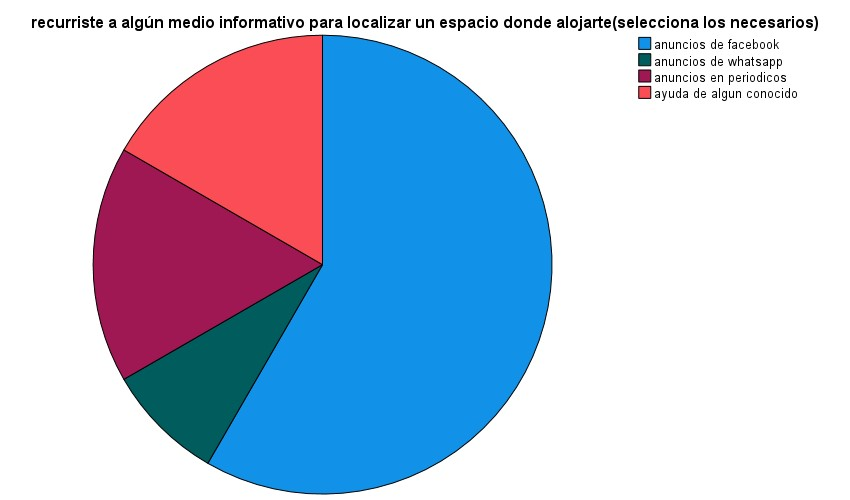 recurriste a algún medio informativo para localizar un espacio donde alojarte(selecciona los necesarios)
anuncios de facebook
anuncios de whatsapp
anuncios en periodicos
ayuda de algun conocido